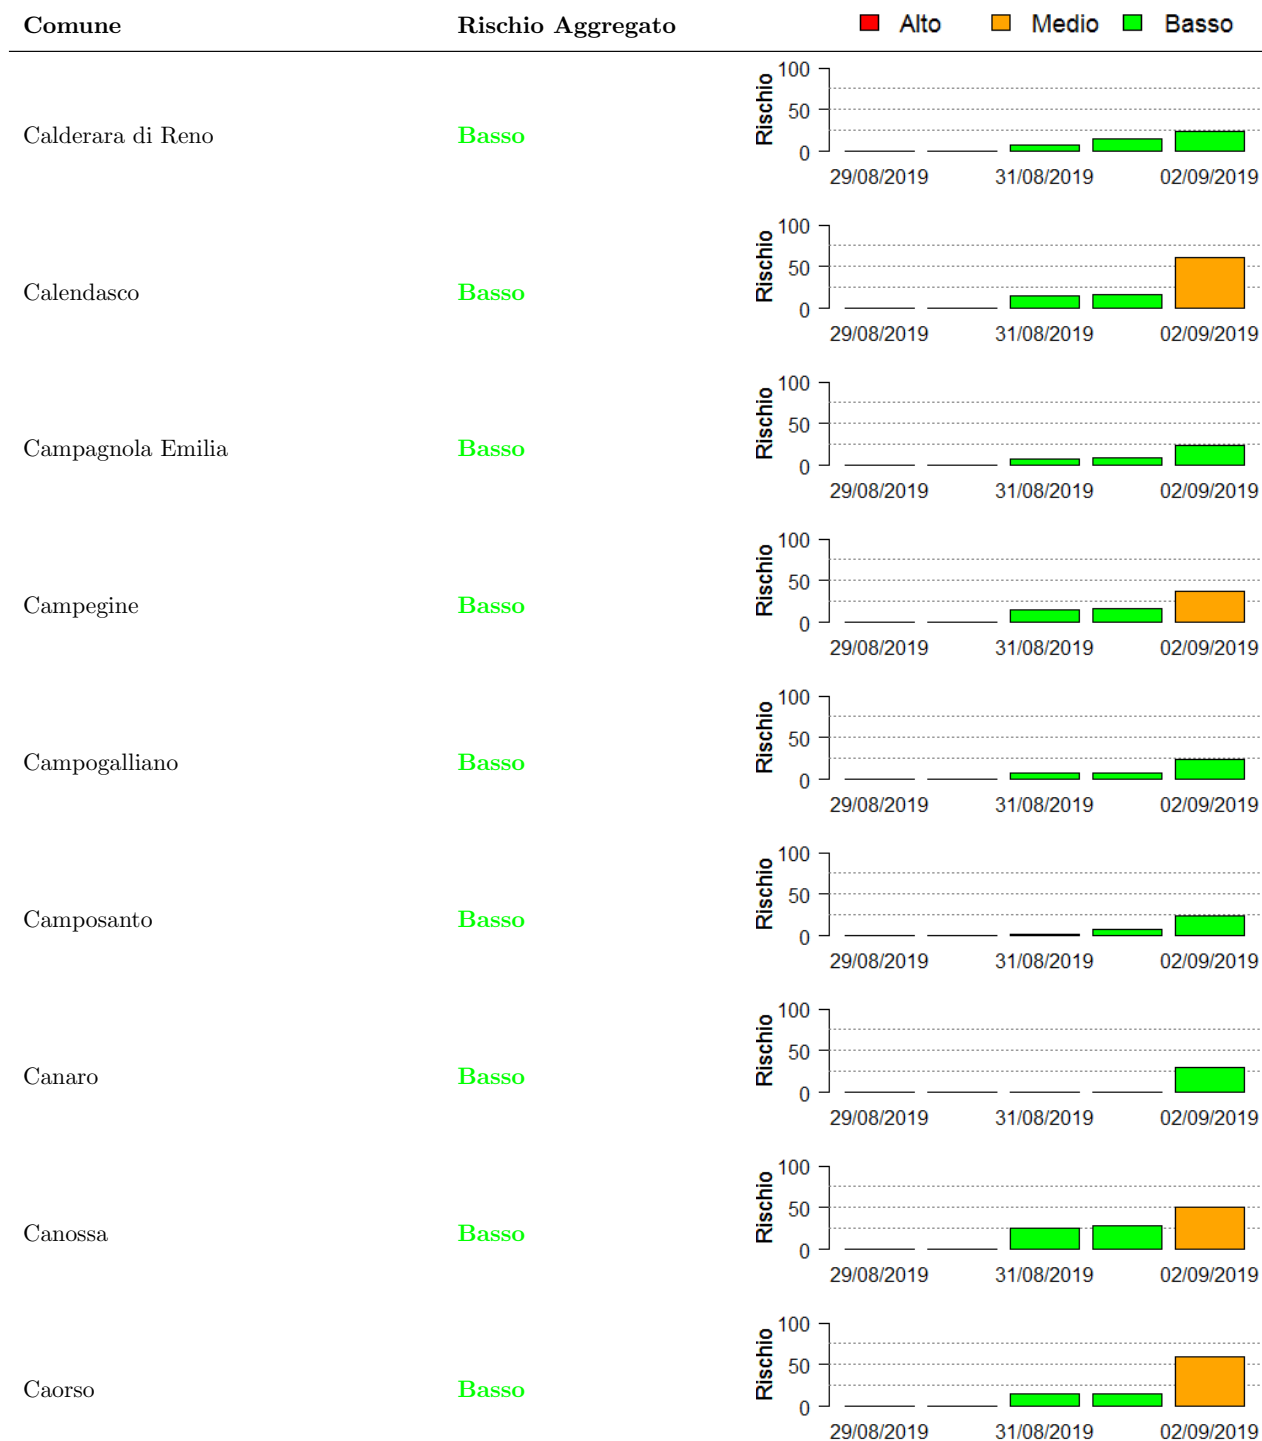 Comune Rischio Aggregato Alto Medio Basso
Calderara di Reno Basso Rischio 100 50 0
29/08/2019 31/08/2019 02/09/2019
Calendasco Basso Rischio 100 50 0
29/08/2019 31/08/2019 02/09/2019
Campagnola Emilia Basso Rischio 100 50 0
29/08/2019 31/08/2019 02/09/2019
Campegine Basso Rischio 100 50 0
29/08/2019 31/08/2019 02/09/2019
Campogalliano Basso Rischio 100 50 0
29/08/2019 31/08/2019 02/09/2019
Camposanto Basso Rischio 100 50 0
29/08/2019 31/08/2019 02/09/2019
Canaro Basso Rischio 100 50 0
29/08/2019 31/08/2019 02/09/2019
Canossa Basso Rischio 100 50 0
29/08/2019 31/08/2019 02/09/2019
Caorso Basso Rischio 100 50 0
29/08/2019 31/08/2019 02/09/2019